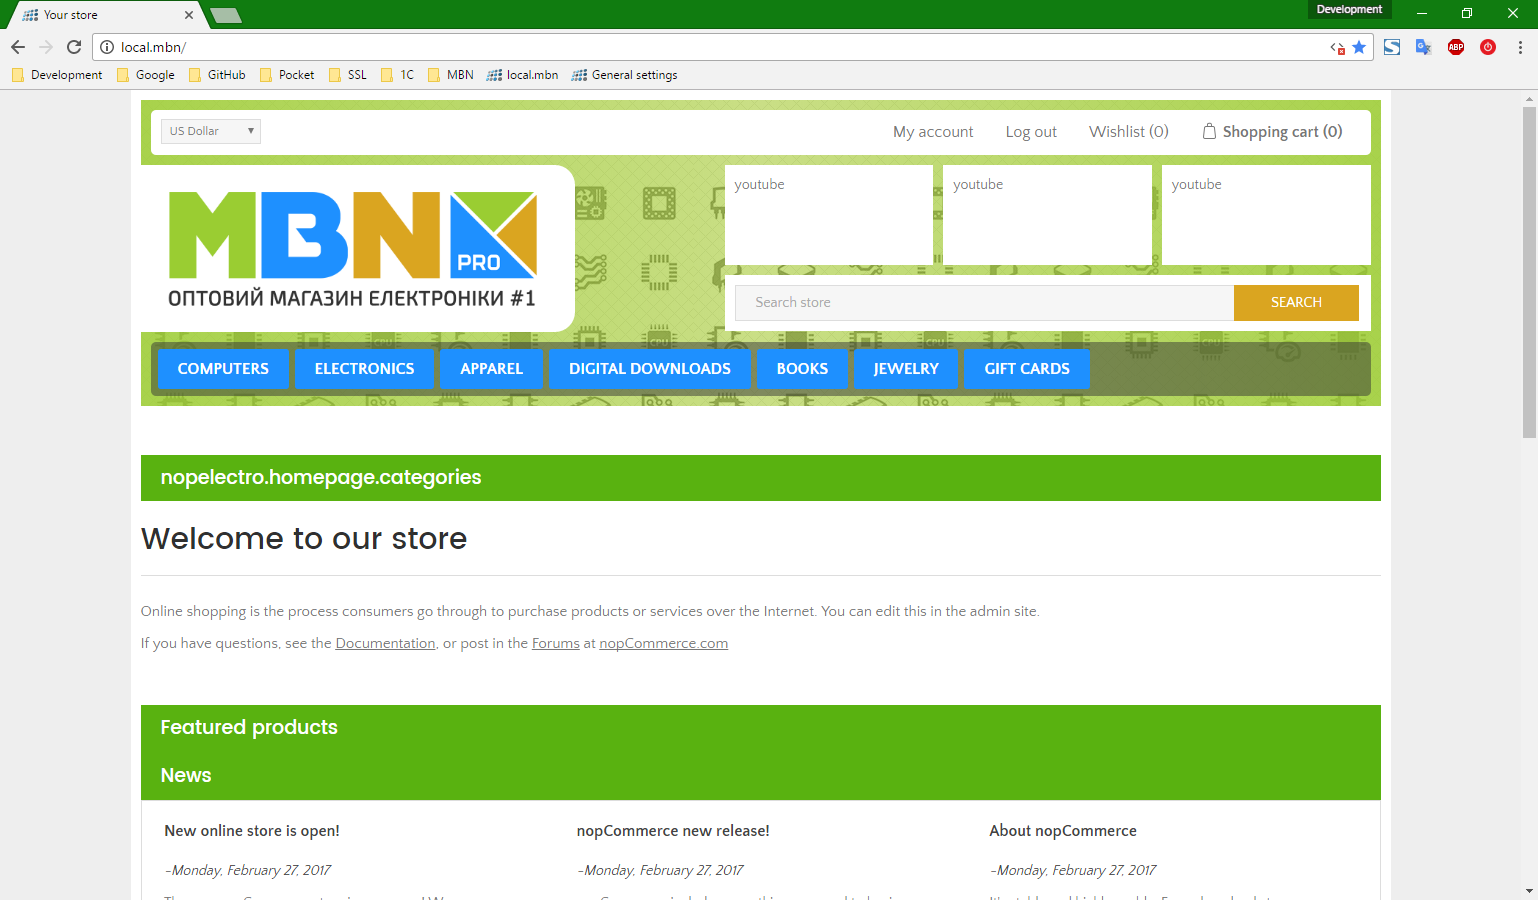 Your store
Development
local.mbn/
Development Google GitHub Pocket SSL 1C MBN local.mbn General settings
US Dollar
My account Log out Wishlist (0) Shopping cart (0)
youtube youtube youtube
MBN PRO
ОПТОВИЙ МАГАЗИН ЕЛЕКТРОНІКИ #1
Search store SEARCH
COMPUTERS ELECTRONICS APPAREL DIGITAL DOWNLOADS BOOKS JEWELRY GIFT CARDS
nopelectro.homepage.categories
Welcome to our store
Online shopping is the process consumers go through to purchase products or services over the Internet. You can edit this in the admin site.
If you have questions, see the Documentation, or post in the Forums at nopCommerce.com
Featured products
News
New online store is open! nopCommerce new release! About nopCommerce
-Monday, February 27, 2017 -Monday, February 27, 2017 -Monday, February 27, 2017